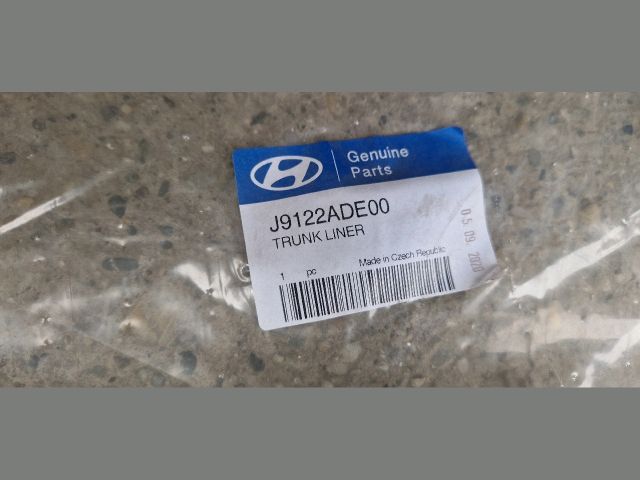 Genuine
Parts
J9122ADE00
TRUNK LINER
1 pc Made in Czech Republic
05.09.2020